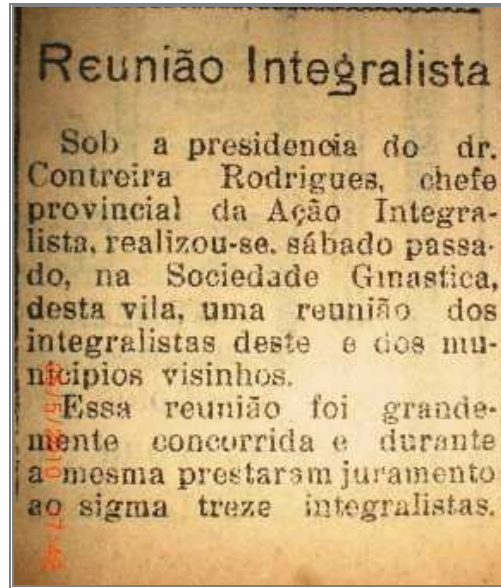 Reunião Integralista
Sob a presidencia do dr.
Contreira Rodrigues, chefe
provincial da Ação Integra-
lista, realizou-se, sábado passa-
do, na Sociedade Ginastica,
desta vila, uma reunião dos
integralistas deste e dos mu-
nicipios visinhos.
Essa reunião foi grande-
mente concorrida e durante
a mesma prestaram juramento
ao sigma treze integralistas.